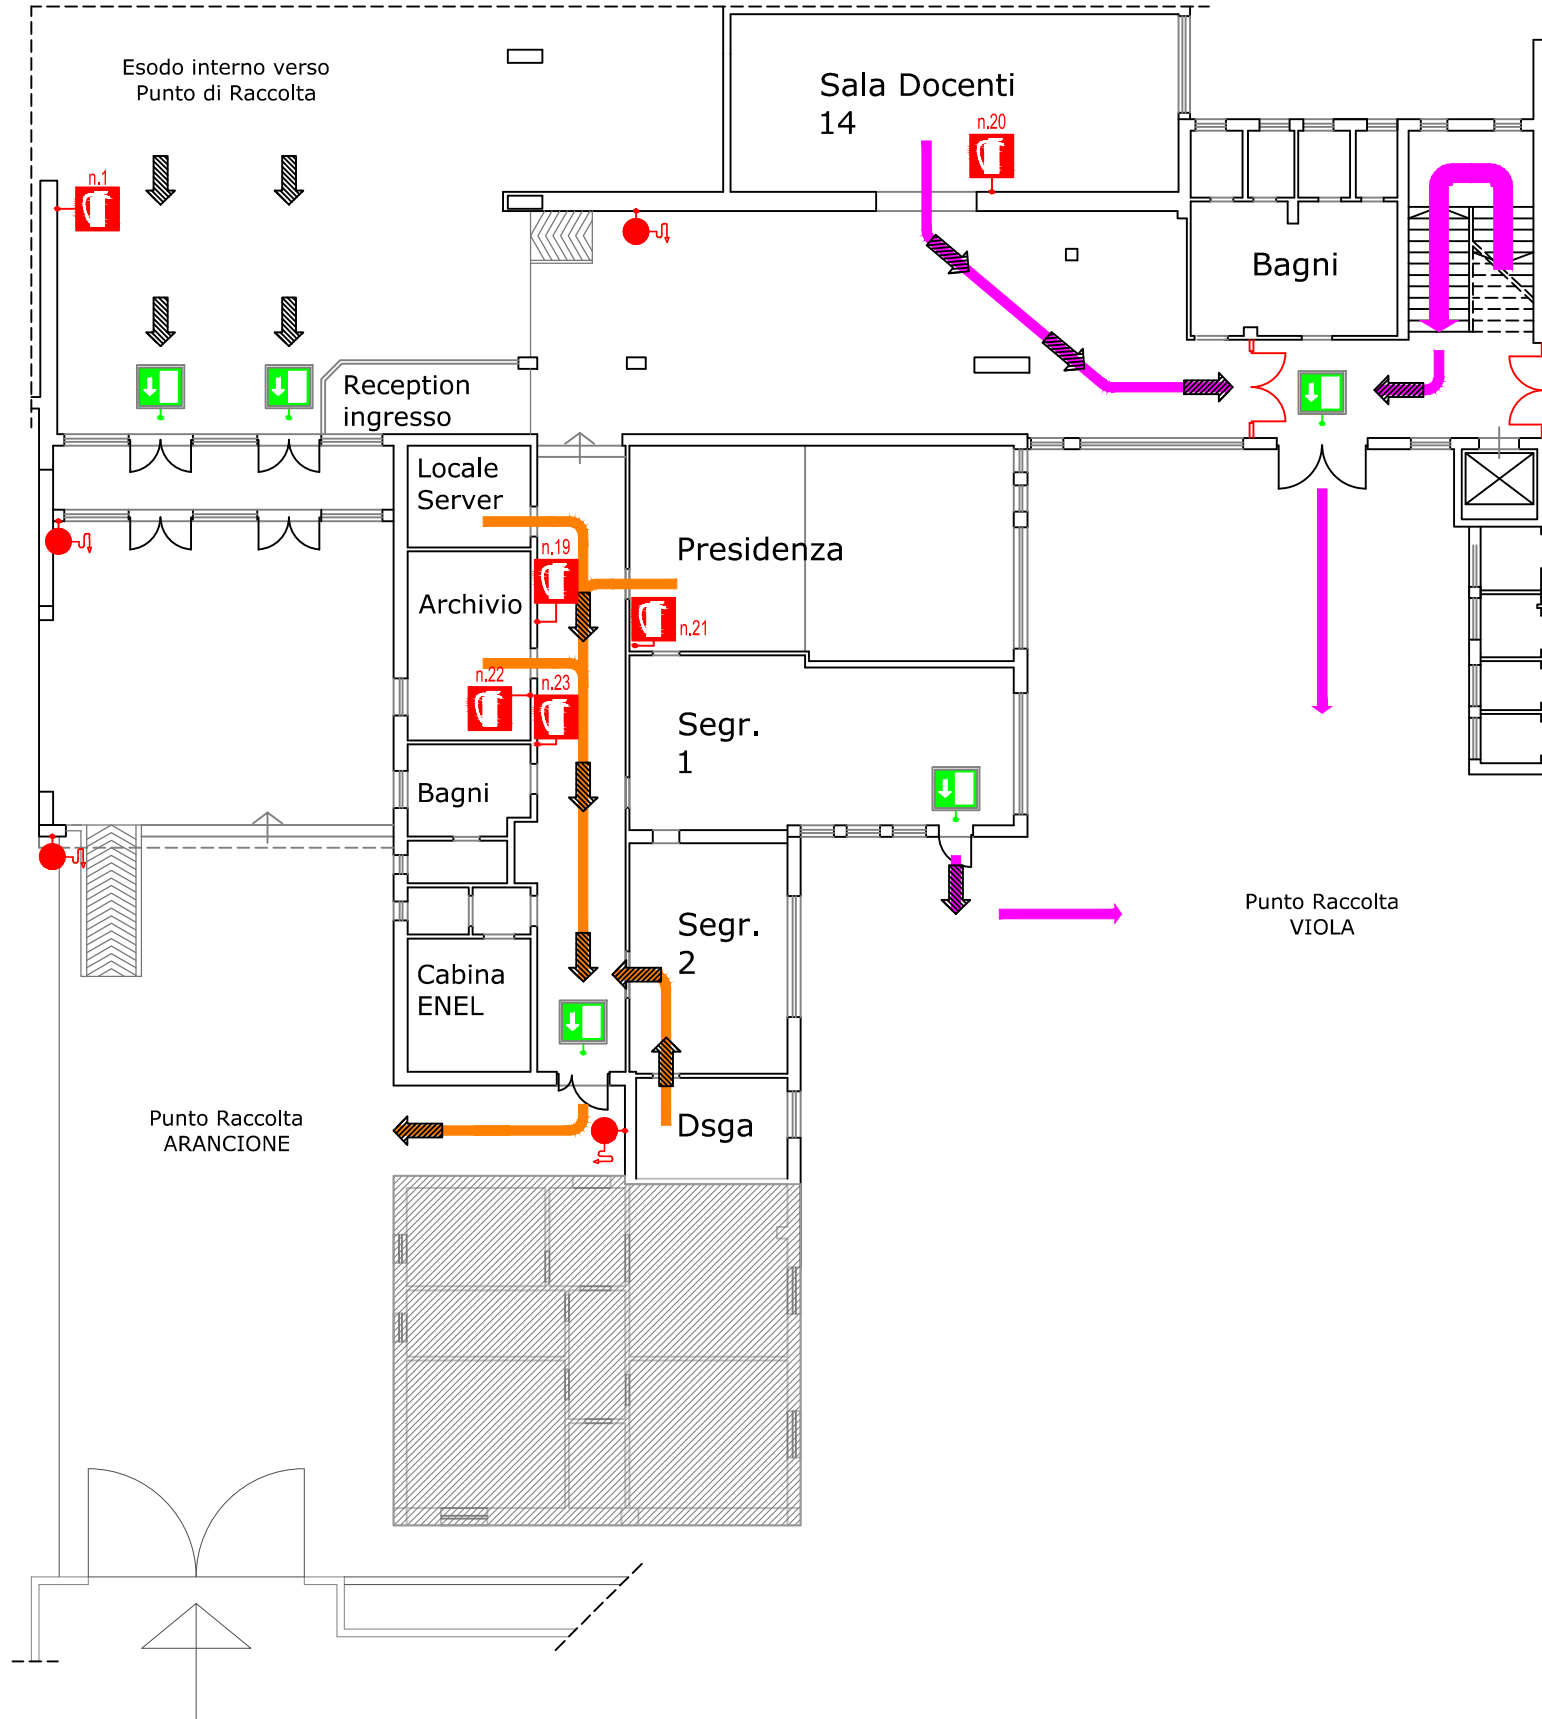 Esodo interno verso
Punto di Raccolta
Sala Docenti
14
n.20
n.1
Bagni
Reception
ingresso
Locale
Server
n.19
Presidenza
Archivio
n.21
n.22
n.23
Segr.
1
Bagni
Segr.
2
Punto Raccolta
VIOLA
Cabina
ENEL
Punto Raccolta
ARANCIONE
Dsga